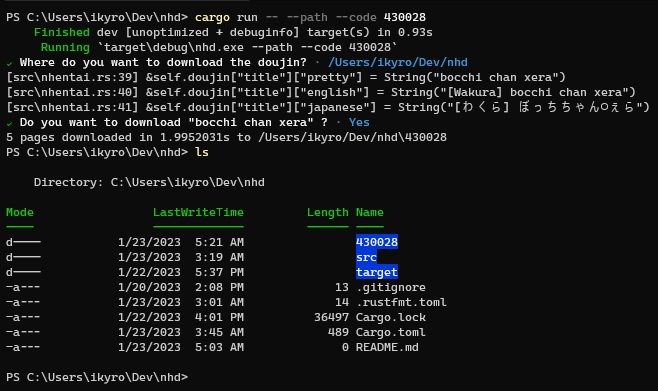 PS C:\Users\ikyro\Dev\nhd> cargo run -- --path --code 430028
Finished dev [unoptimized + debuginfo] target(s) in 0.93s
Running `target\debug\nhd.exe --path --code 430028`
✓ Where do you want to download the doujin? · /Users/ikyro/Dev/nhd
[src\nhentai.rs:39] &self.doujin["title"]["pretty"] = String("bocchi chan xera")
[src\nhentai.rs:40] &self.doujin["title"]["english"] = String("[Wakura] bocchi chan xera")
[src\nhentai.rs:41] &self.doujin["title"]["japanese"] = String("[わくら] ぼっちちゃん○ぇら")
✓ Do you want to download "bocchi chan xera" ? · Yes
5 pages downloaded in 1.9952031s to /Users/ikyro/Dev/nhd\430028
PS C:\Users\ikyro\Dev\nhd> ls
Directory: C:\Users\ikyro\Dev\nhd
Mode LastWriteTime Length Name
d---- 1/23/2023 5:21 AM 430028
d---- 1/23/2023 3:19 AM src
d---- 1/22/2023 5:37 PM target
-a--- 1/20/2023 2:08 PM 13 .gitignore
-a--- 1/23/2023 3:01 AM 14 .rustfmt.toml
-a--- 1/22/2023 4:01 PM 36497 Cargo.lock
-a--- 1/23/2023 3:45 AM 489 Cargo.toml
-a--- 1/23/2023 5:03 AM 0 README.md
PS C:\Users\ikyro\Dev\nhd>